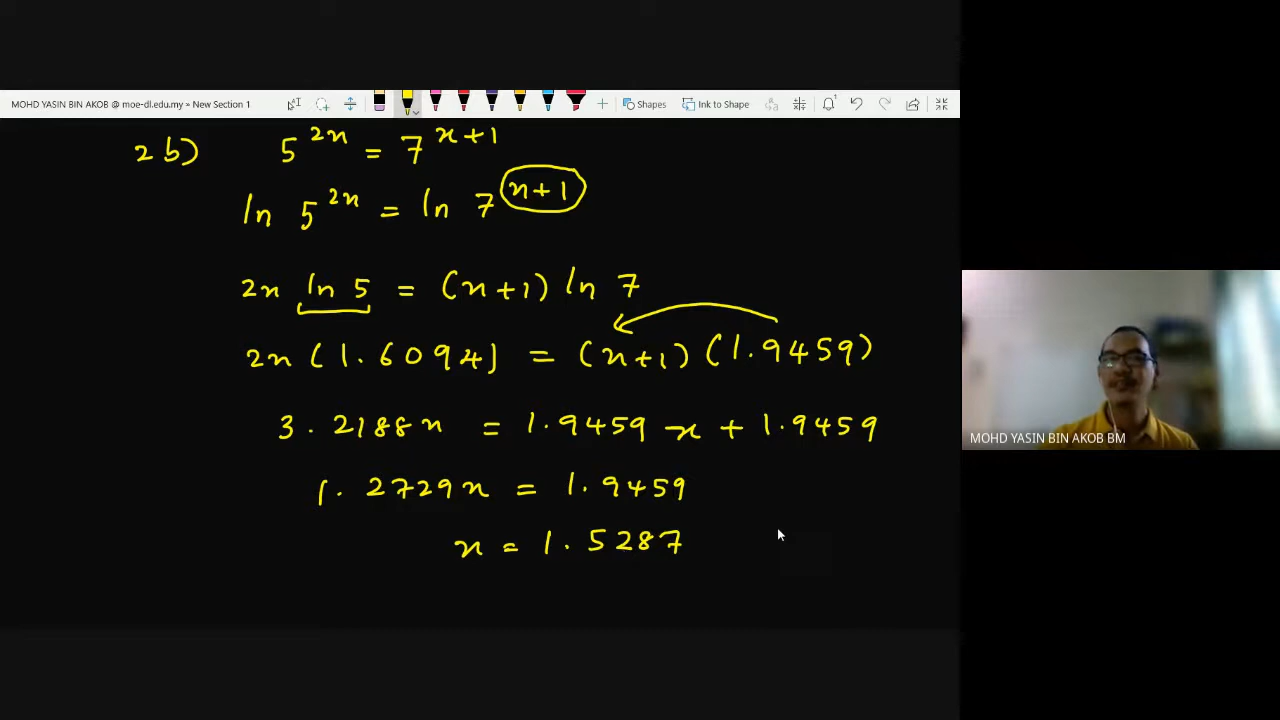 MOHD YASIN BIN AKOB @ moe-dl.edu.my » New Section 1
Shapes
Ink to Shape
2 b) 5^{2x} = 7^{x+1}
ln 5^{2x} = ln 7^{x+1}
2x ln 5 = (x+1) ln 7
2x (1.6094) = (x+1) (1.9459)
3.2188x = 1.9459x + 1.9459
1.2729x = 1.9459
x = 1.5287
MOHD YASIN BIN AKOB BM